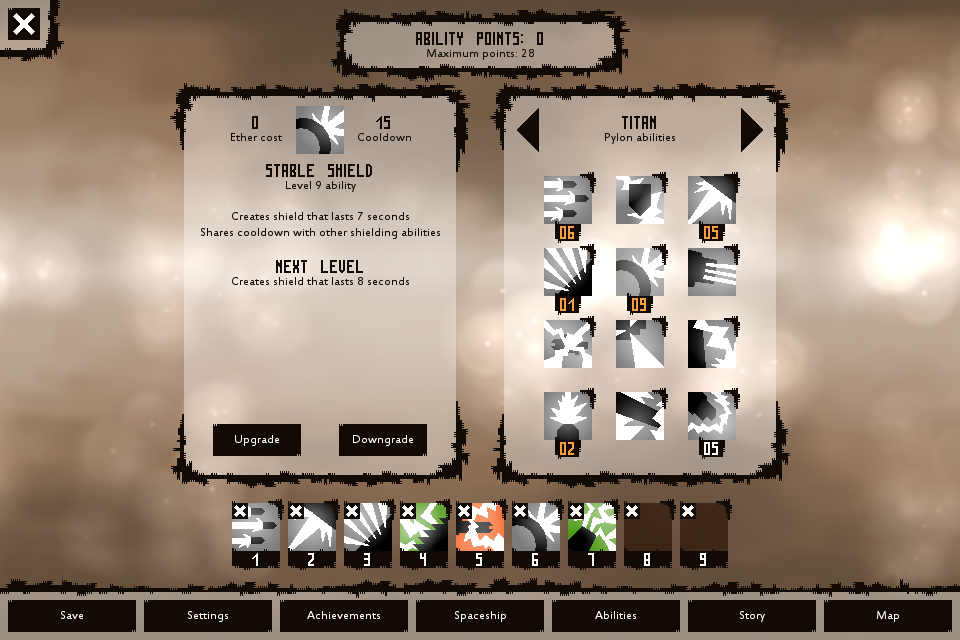 ABILITY POINTS: 0
Maximum points: 28
0
Ether cost
15
Cooldown
STABLE SHIELD
Level 9 ability
Creates shield that lasts 7 seconds
Shares cooldown with other shielding abilities
NEXT LEVEL
Creates shield that lasts 8 seconds
Upgrade
Downgrade
TITAN
Pylon abilities
06
05
01
09
02
05
1
2
3
4
5
6
7
8
9
Save
Settings
Achievements
Spaceship
Abilities
Story
Map